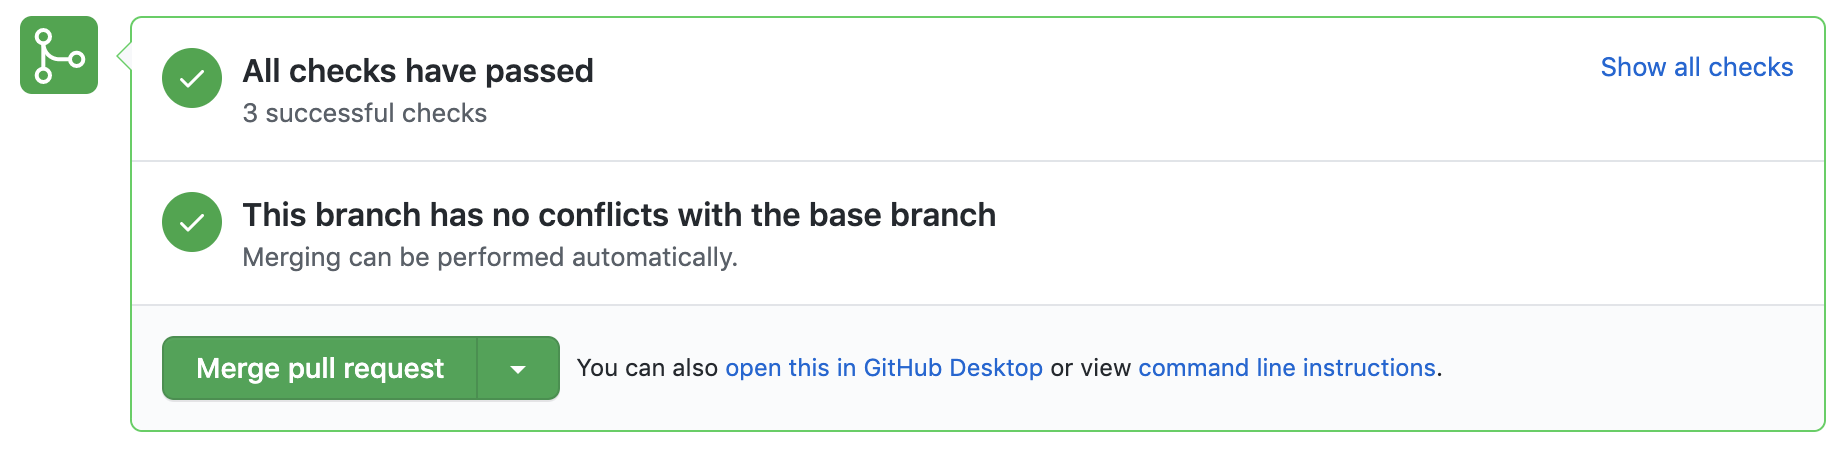 All checks have passed
Show all checks
3 successful checks
This branch has no conflicts with the base branch
Merging can be performed automatically.
Merge pull request
You can also open this in GitHub Desktop or view command line instructions.